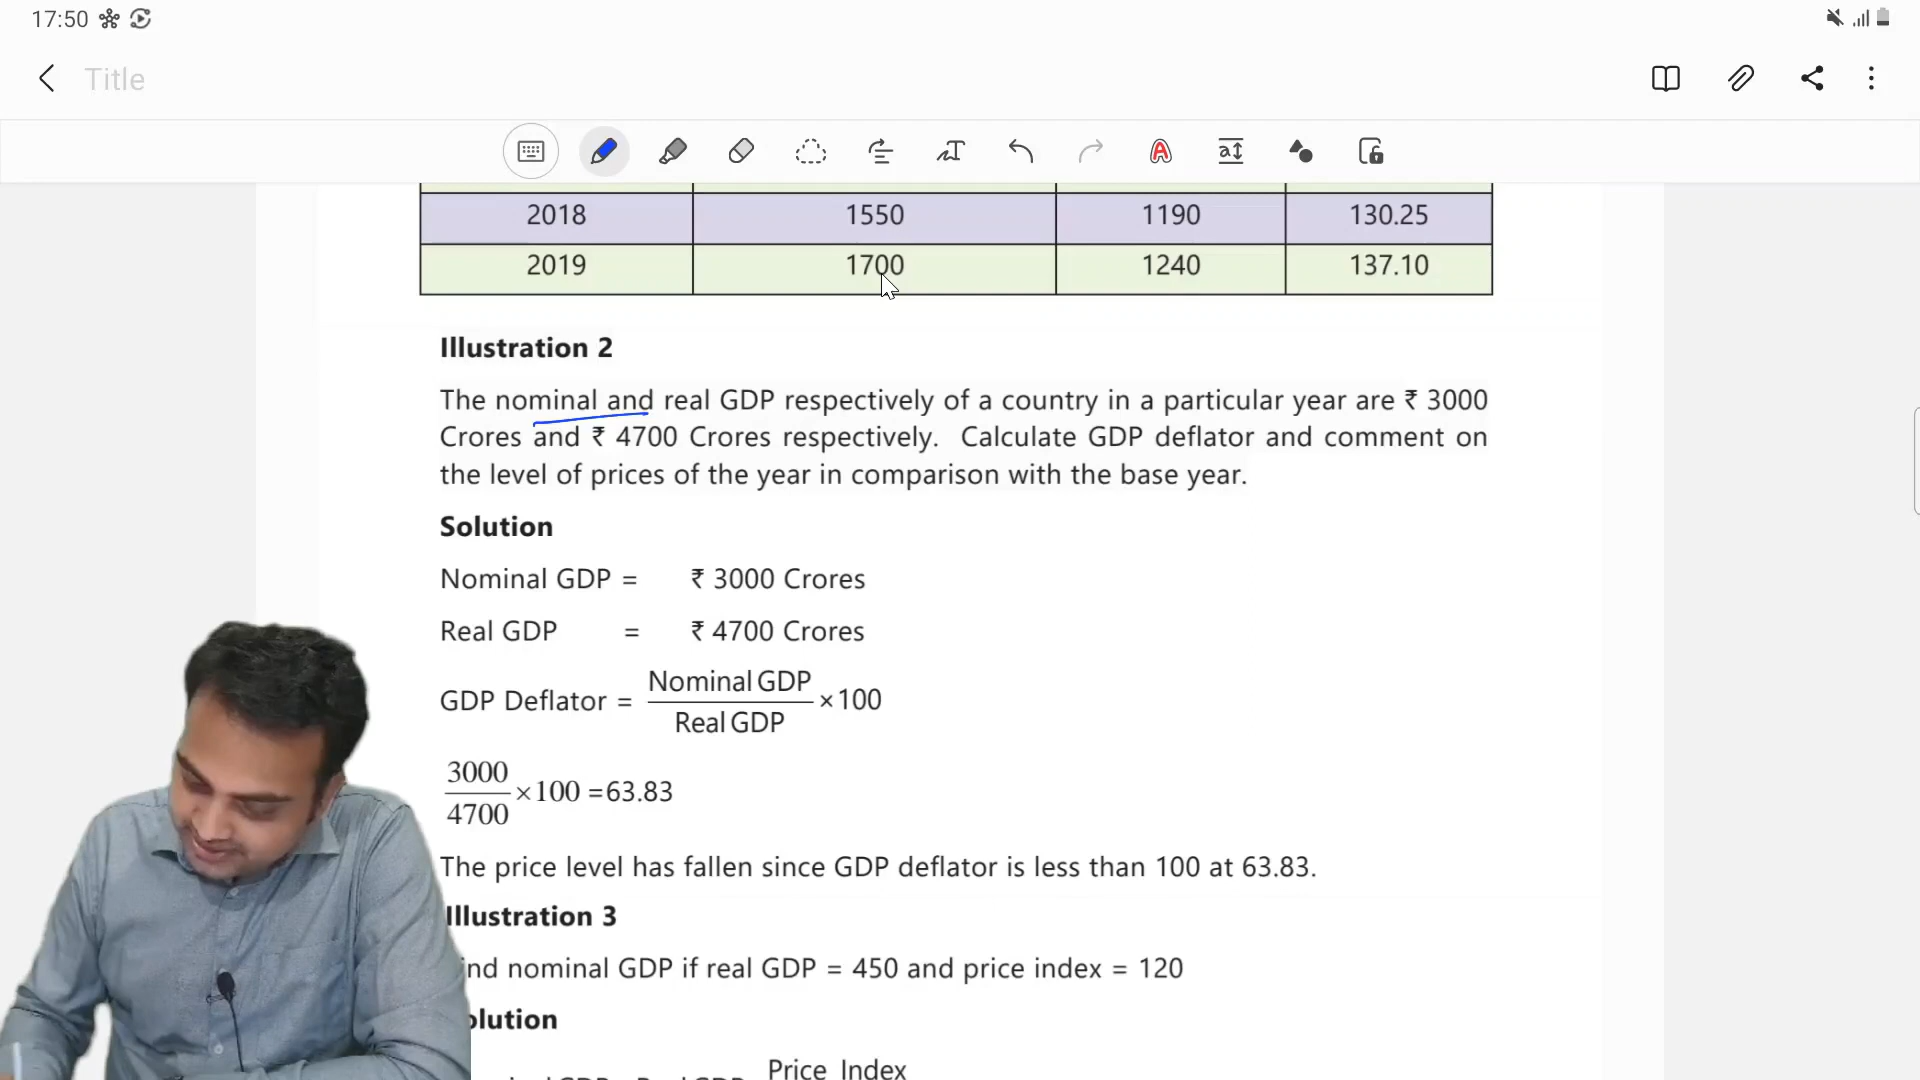 17:50
Title
2018 1550 1190 130.25
2019 1700 1240 137.10
Illustration 2
The nominal and real GDP respectively of a country in a particular year are ₹ 3000
Crores and ₹ 4700 Crores respectively. Calculate GDP deflator and comment on
the level of prices of the year in comparison with the base year.
Solution
Nominal GDP = ₹ 3000 Crores
Real GDP = ₹ 4700 Crores
GDP Deflator = Nominal GDP / Real GDP ×100
3000 / 4700 ×100 =63.83
The price level has fallen since GDP deflator is less than 100 at 63.83.
Illustration 3
ind nominal GDP if real GDP = 450 and price index = 120
olution
Price Index